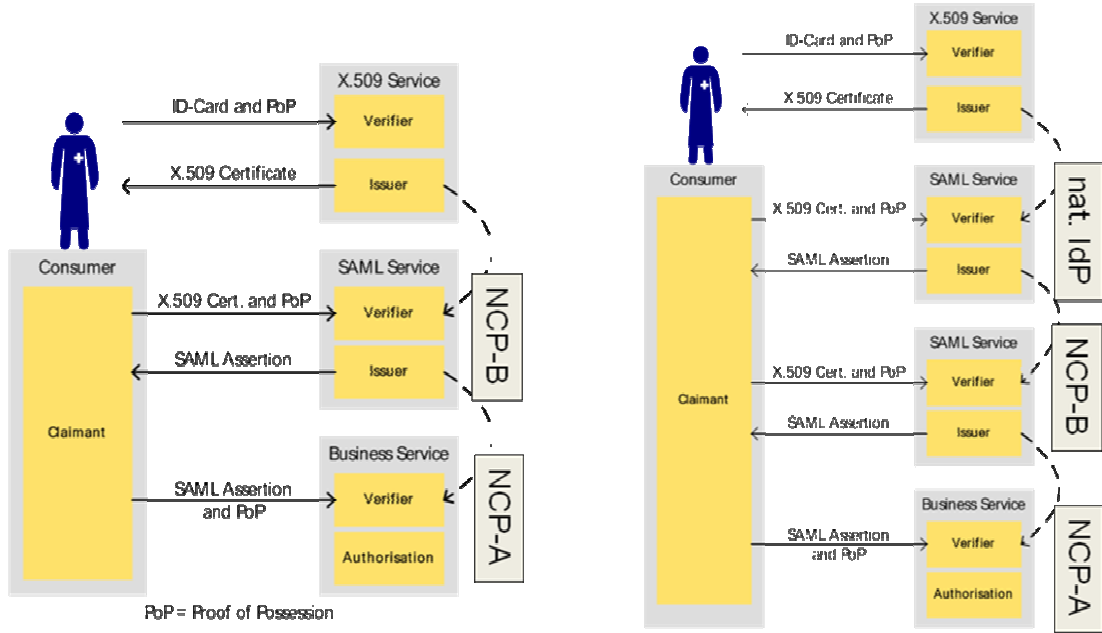 X.509 Service
ID-Card and PoP
Verifier
X.509 Certificate
Issuer
Consumer
SAML Service
X.509 Cert. and PoP
Verifier
SAML Assertion
Issuer
NCP-B
Claimant
Business Service
SAML Assertion
and PoP
Verifier
Authorisation
NCP-A
PoP = Proof of Possession
X.509 Service
ID-Card and PoP
Verifier
X.509 Certificate
Issuer
nat. IdP
Consumer
SAML Service
X.509 Cert. and PoP
Verifier
SAML Assertion
Issuer
NCP-B
SAML Service
X.509 Cert. and PoP
Verifier
Claimant
SAML Assertion
Issuer
NCP-A
Business Service
SAML Assertion
and PoP
Verifier
Authorisation